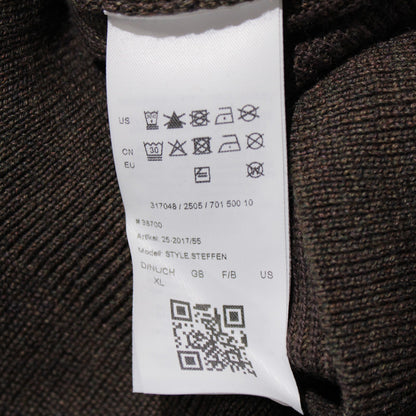 US
CN
EU
30
W
317048 / 2505 / 701 500 10
# 38700
Artikel: 25-2017/55
Modell: STYLE STEFFEN
D/NL/CH GB F/B US
XL